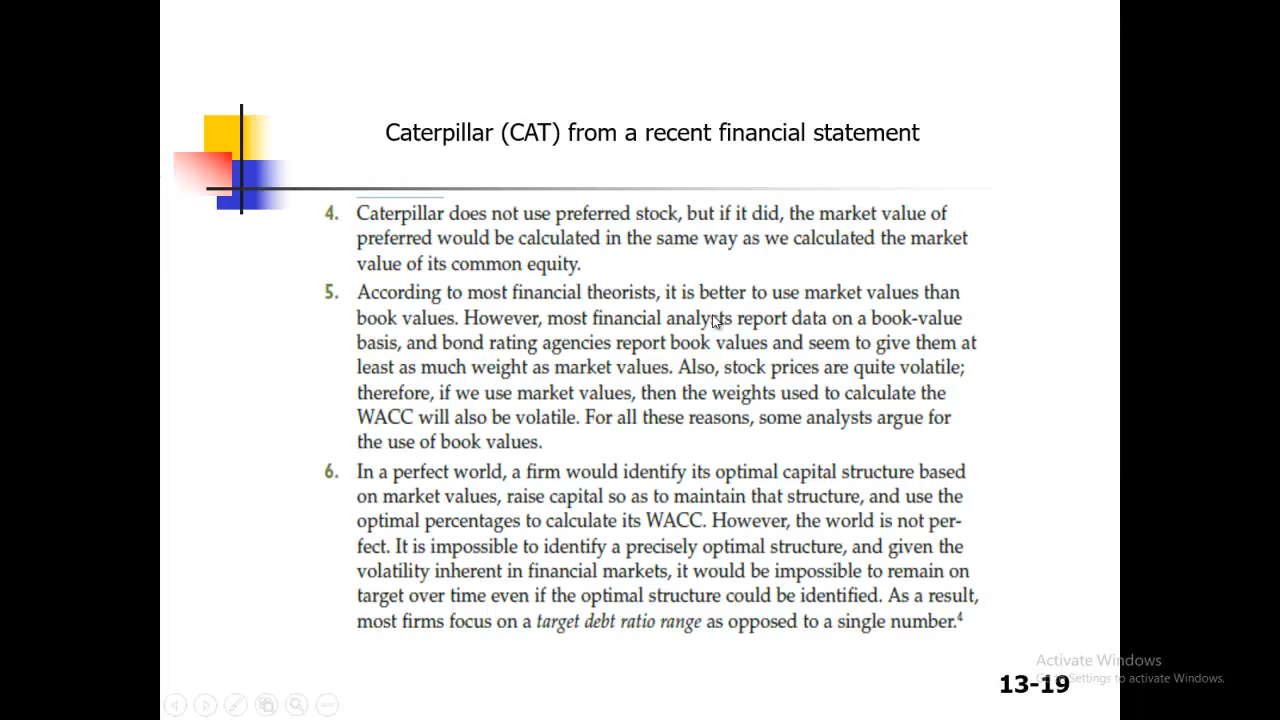 Caterpillar (CAT) from a recent financial statement
4. Caterpillar does not use preferred stock, but if it did, the market value of
preferred would be calculated in the same way as we calculated the market
value of its common equity.
5. According to most financial theorists, it is better to use market values than
book values. However, most financial analysts report data on a book-value
basis, and bond rating agencies report book values and seem to give them at
least as much weight as market values. Also, stock prices are quite volatile;
therefore, if we use market values, then the weights used to calculate the
WACC will also be volatile. For all these reasons, some analysts argue for
the use of book values.
6. In a perfect world, a firm would identify its optimal capital structure based
on market values, raise capital so as to maintain that structure, and use the
optimal percentages to calculate its WACC. However, the world is not per-
fect. It is impossible to identify a precisely optimal structure, and given the
volatility inherent in financial markets, it would be impossible to remain on
target over time even if the optimal structure could be identified. As a result,
most firms focus on a target debt ratio range as opposed to a single number.4
Activate Windows
Settings to activate Windows.
13-19